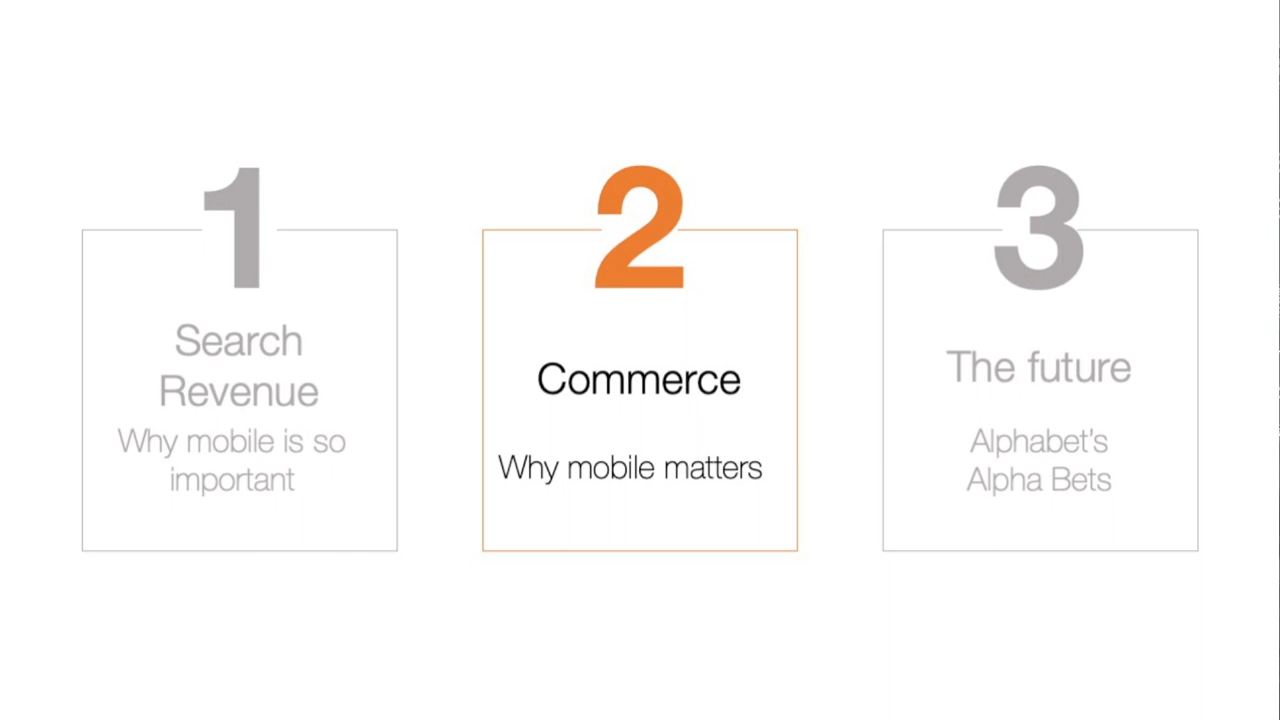 1
Search
Revenue
Why mobile is so
important
2
Commerce
Why mobile matters
3
The future
Alphabet's
Alpha Bets